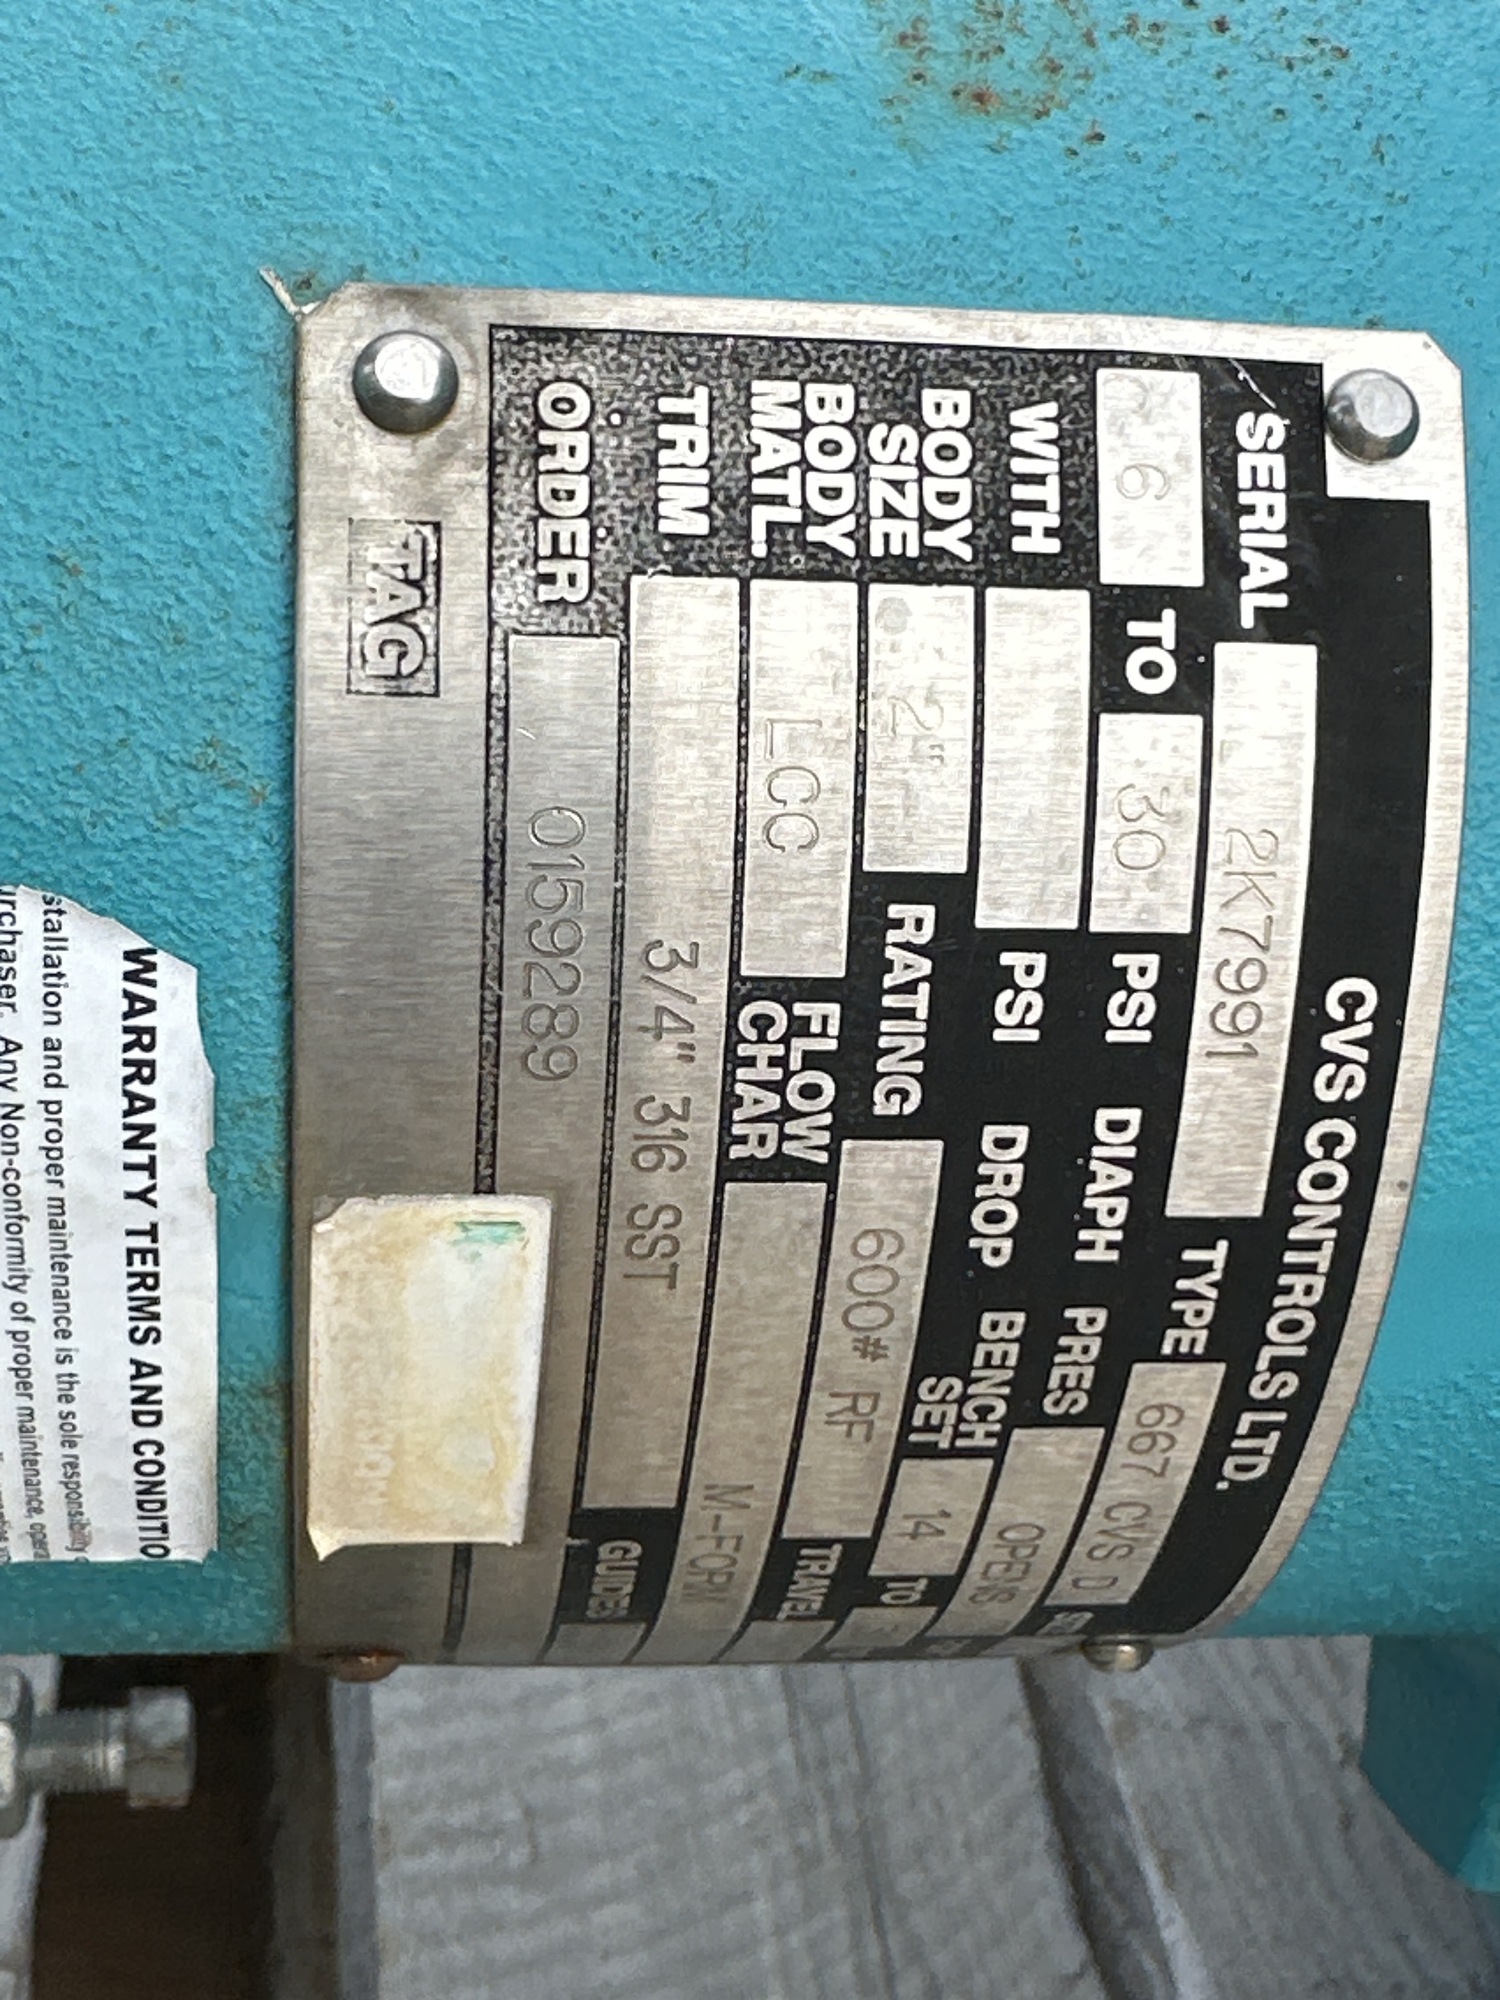 CVS CONTROLS LTD.
SERIAL 2K7991 TYPE 667 CVS D
6 TO 30 PSI DIAPH PRES OPENS
WITH PSI DROP BENCH SET 14 TO
BODY SIZE 2" RATING 600# RF TRAVEL
BODY MATL. LCC FLOW CHAR M-FORM
TRIM 3/4" 316 SST GUIDES
ORDER 0159289
TAG
WARRANTY TERMS AND CONDITIO
stallation and proper maintenance is the sole responsibility
urchaser. Any Non-conformity of proper maintenance, opera